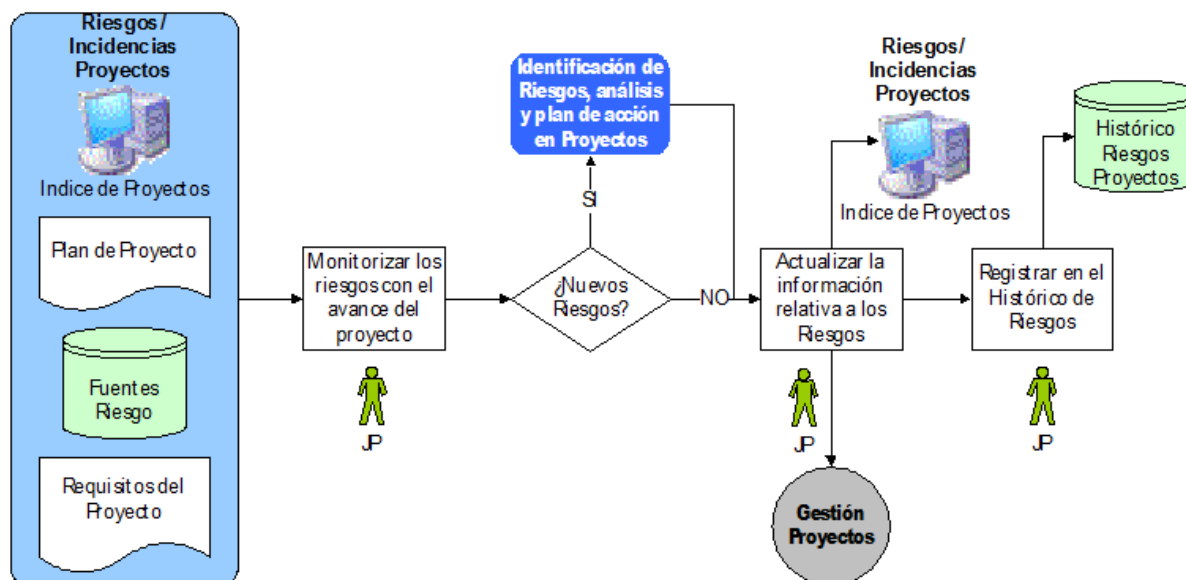 Riesgos/
Incidencias
Proyectos
Indice de Proyectos
Plan de Proyecto
Fuentes
Riesgo
Requisitos del
Proyecto
Monitorizar los
riesgos con el
avance del
proyecto
JP
Identificación de
Riesgos, análisis
y plan de acción
en Proyectos
SI
¿Nuevos
Riesgos?
NO
Riesgos/
Incidencias
Proyectos
Indice de Proyectos
Actualizar la
información
relativa a los
Riesgos
JP
Gestión
Proyectos
Histórico
Riesgos
Proyectos
Registrar en el
Histórico de
Riesgos
JP